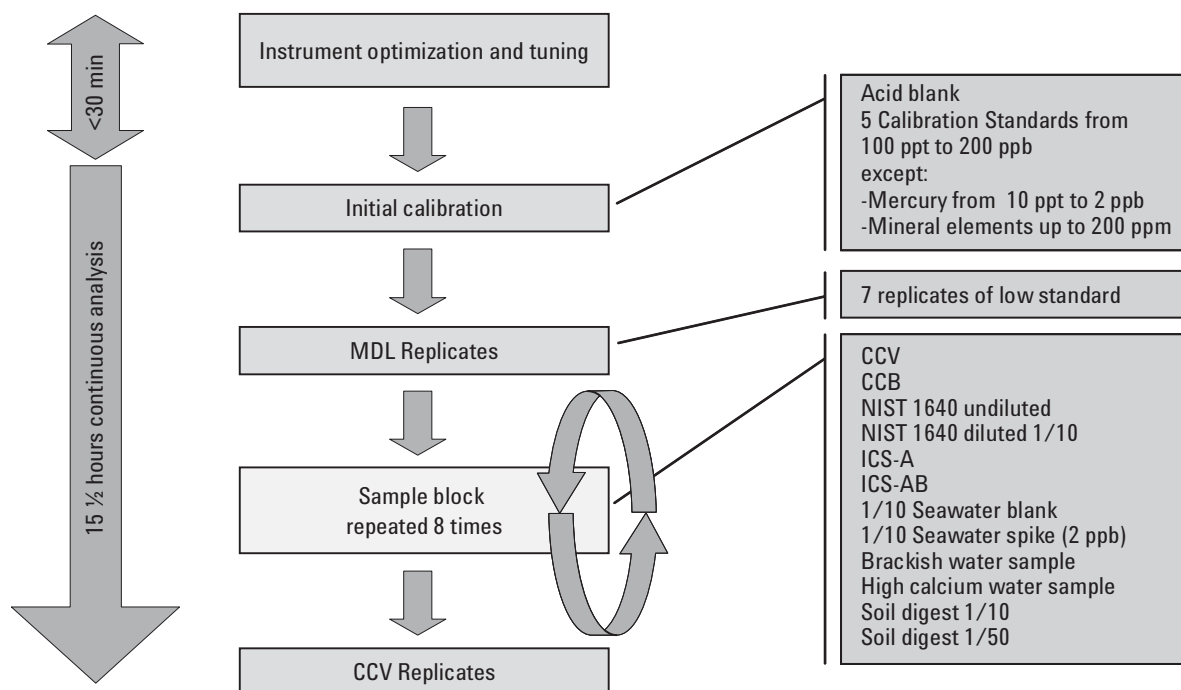 <30 min
15 ½ hours continuous analysis
Instrument optimization and tuning
Initial calibration
MDL Replicates
Sample block
repeated 8 times
CCV Replicates
Acid blank
5 Calibration Standards from
100 ppt to 200 ppb
except:
-Mercury from 10 ppt to 2 ppb
-Mineral elements up to 200 ppm
7 replicates of low standard
CCV
CCB
NIST 1640 undiluted
NIST 1640 diluted 1/10
ICS-A
ICS-AB
1/10 Seawater blank
1/10 Seawater spike (2 ppb)
Brackish water sample
High calcium water sample
Soil digest 1/10
Soil digest 1/50